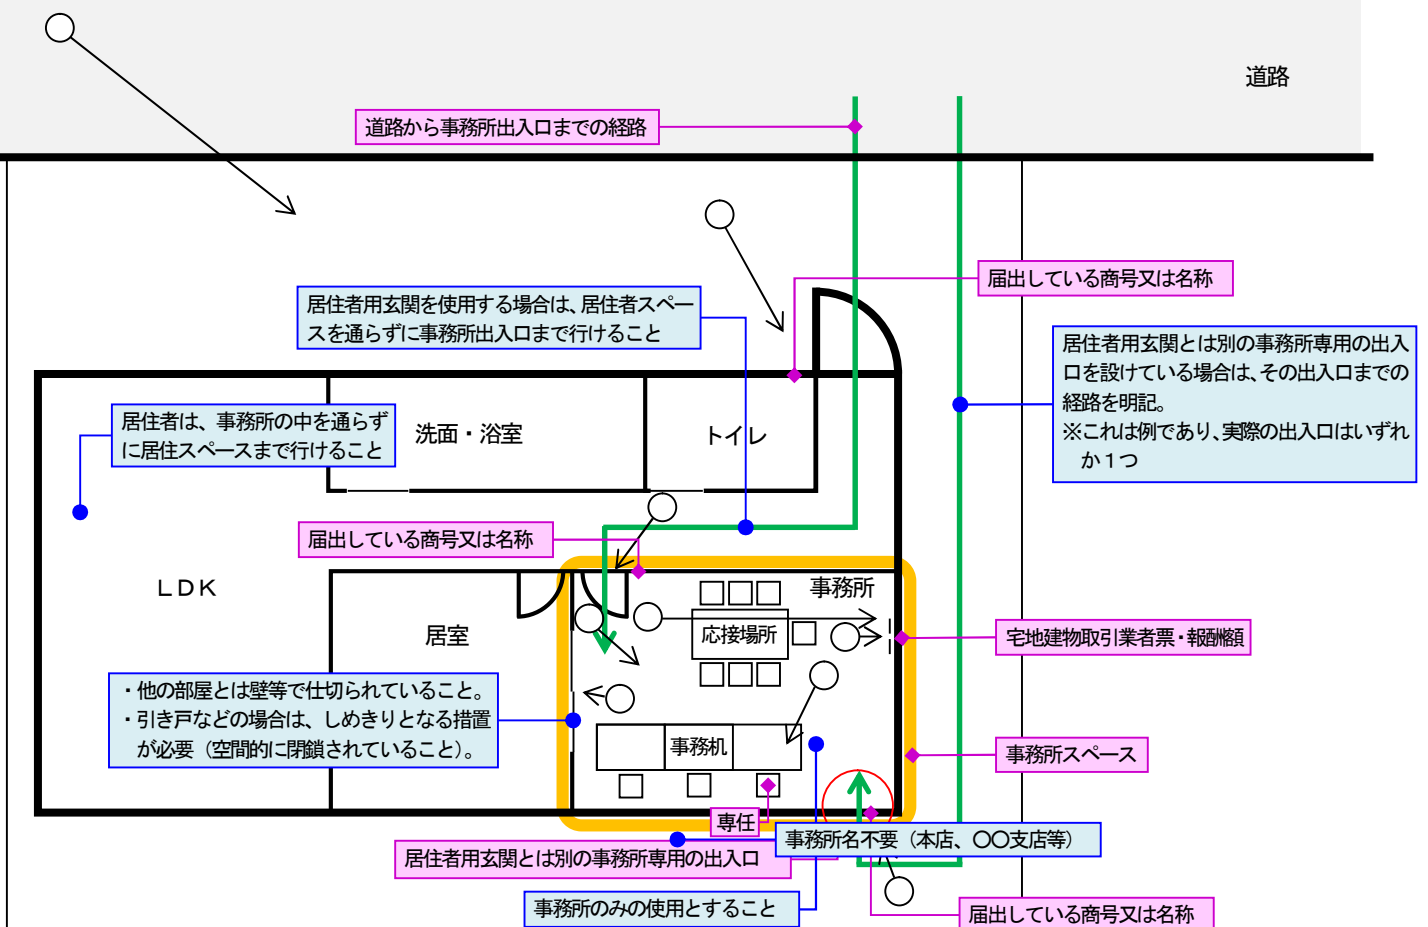 道路
道路から事務所出入口までの経路
届出している商号又は名称
居住者用玄関を使用する場合は、居住者スペー
スを通らずに事務所出入口まで行けること
居住者用玄関とは別の事務所専用の出入
口を設けている場合は、その出入口までの
経路を明記。
※これは例であり、実際の出入口はいずれ
か１つ
居住者は、事務所の中を通らず
に居住スペースまで行けること
洗面・浴室
トイレ
届出している商号又は名称
ＬＤＫ
事務所
居室
応接場所
宅地建物取引業者票・報酬額
・他の部屋とは壁等で仕切られていること。
・引き戸などの場合は、しめきりとなる措置
が必要（空間的に閉鎖されていること）。
事務机
事務所スペース
専任
事務所名不要（本店、〇〇支店等）
居住者用玄関とは別の事務所専用の出入口
事務所のみの使用とすること
届出している商号又は名称